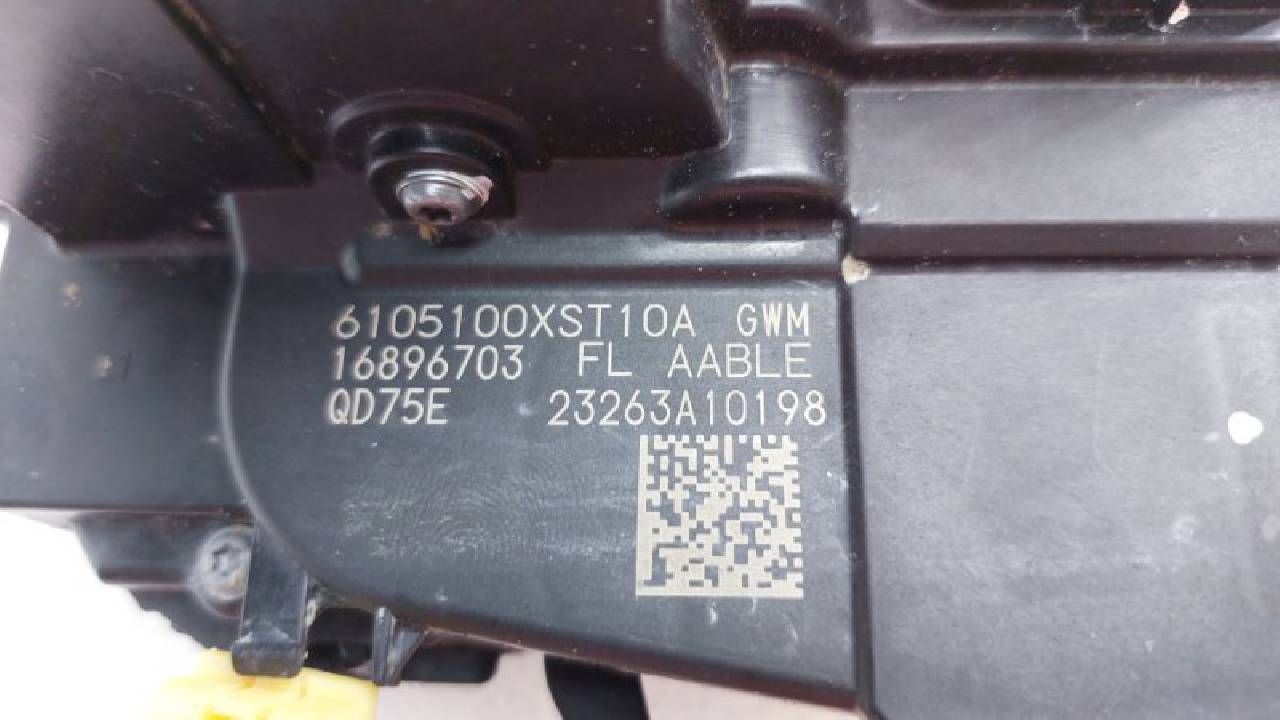 6105100XST10A GWM
16896703 FL AABLE
QD75E 23263A10198